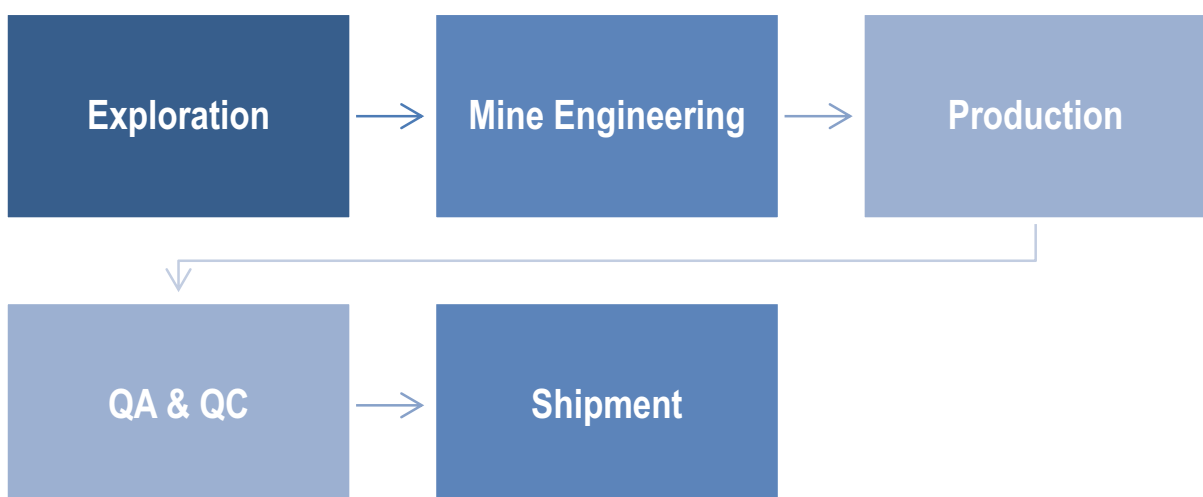 Exploration
Mine Engineering
Production
QA & QC
Shipment